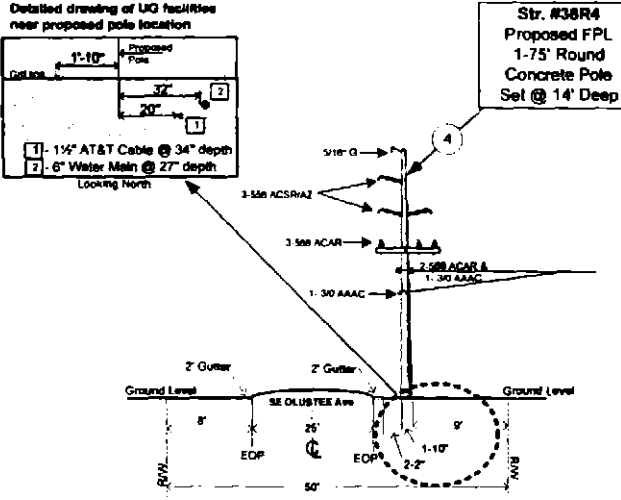 Detailed drawing of UG facilities
near proposed pole location
Proposed
Pole
1'-10"
32"
2
20"
1
1 - 1½" AT&T Cable @ 34" depth
2 - 6" Water Main @ 27" depth
Looking North
Str. #38R4
Proposed FPL
1-75' Round
Concrete Pole
Set @ 14' Deep
4
5/16" G
3-556 ACSR/AZ
3-568 ACAR
2-568 ACAR &
1- 3/0 AAAC
1- 3/0 AAAC
2' Gutter
2' Gutter
Ground Level
SE OLUSTEE Ave
Ground Level
8'
25'
9'
1-10"
2-2"
EOP
EOP
R/W
R/W
50'